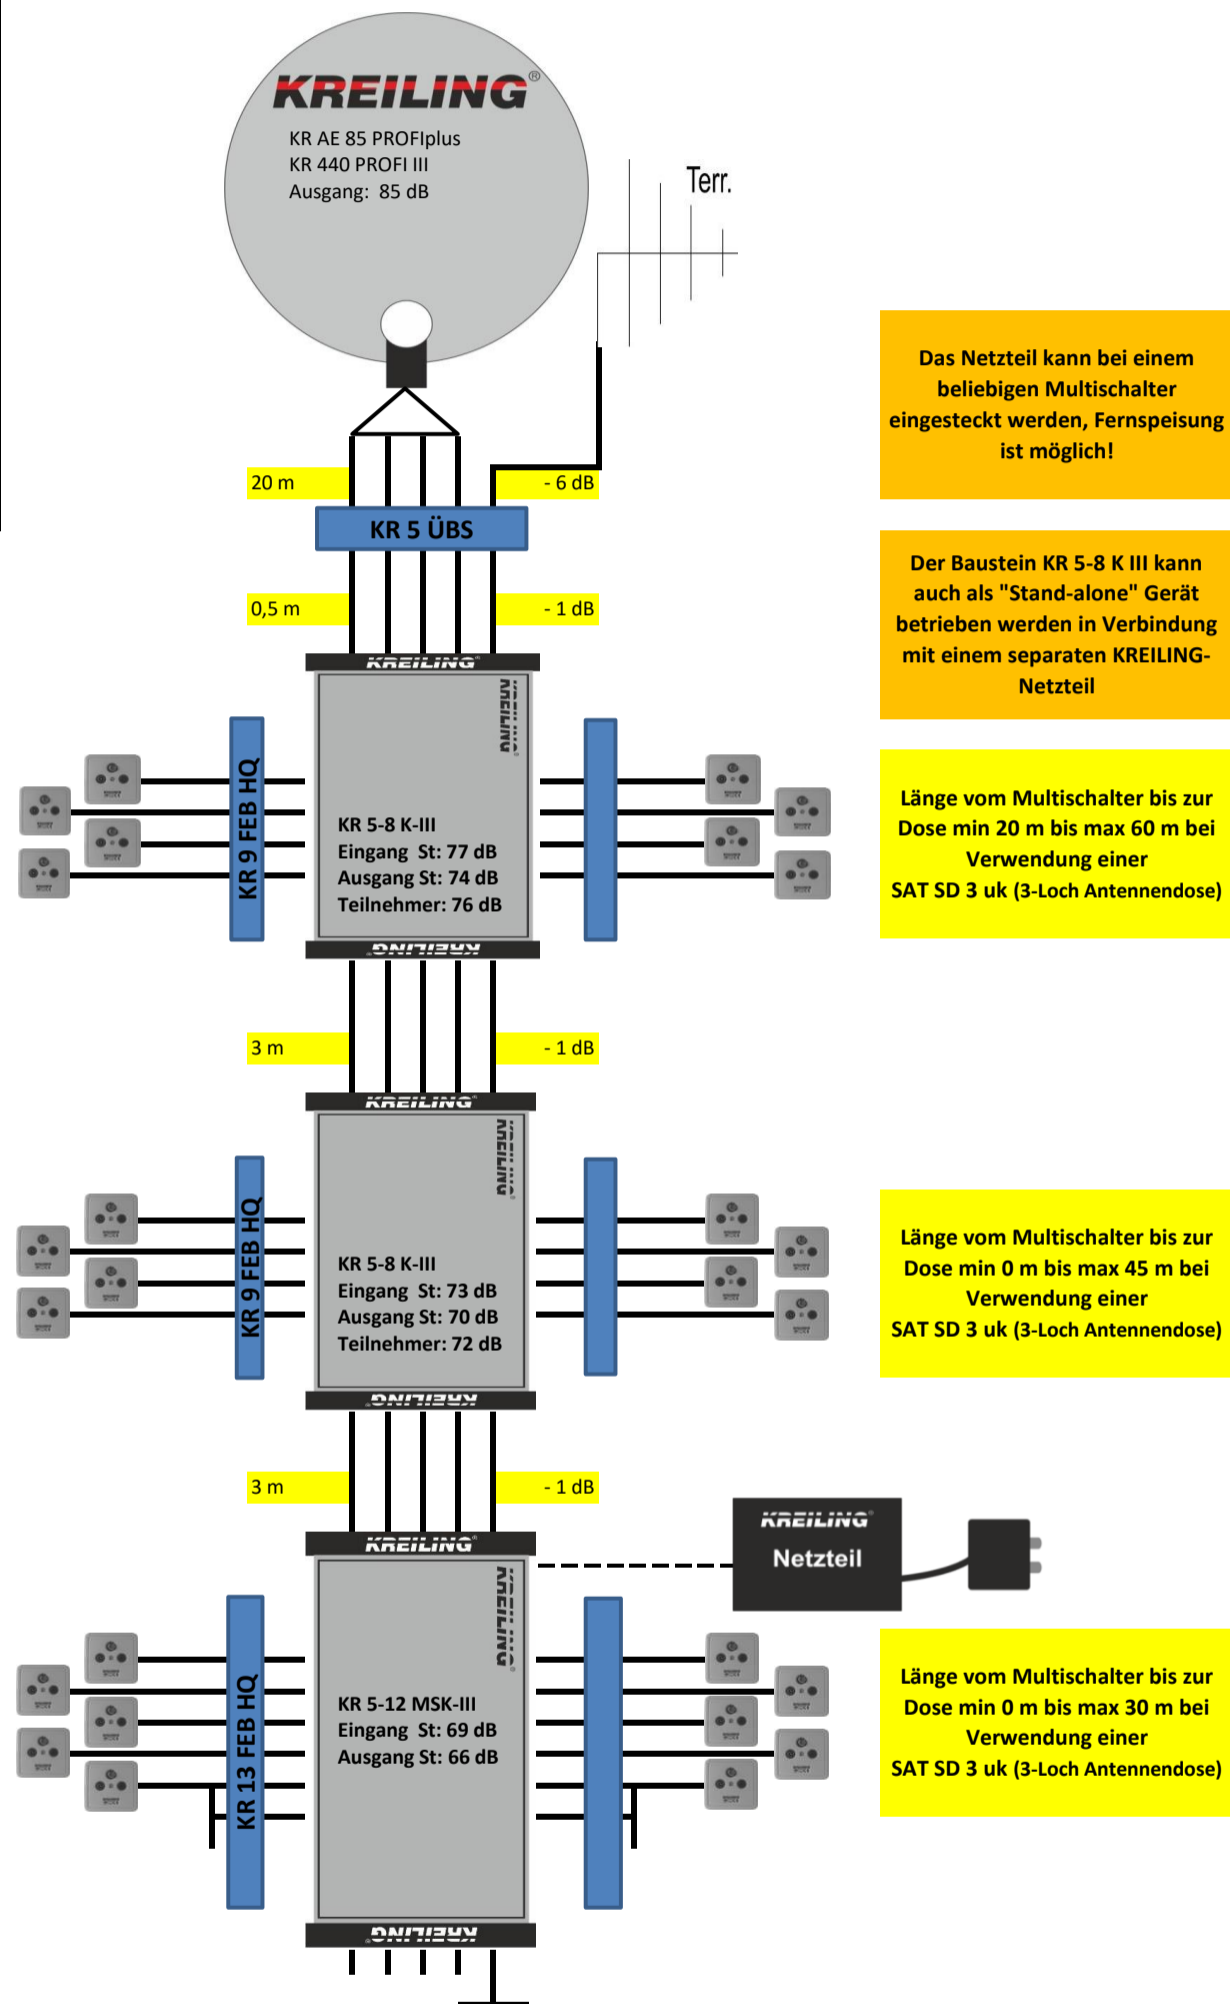 KREILING®
KR AE 85 PROFIplus
KR 440 PROFI III
Ausgang: 85 dB
Terr.
Das Netzteil kann bei einem
beliebigen Multischalter
eingesteckt werden, Fernspeisung
ist möglich!
20 m
- 6 dB
KR 5 ÜBS
Der Baustein KR 5-8 K III kann
auch als "Stand-alone" Gerät
betrieben werden in Verbindung
mit einem separaten KREILING-
Netzteil
0,5 m
- 1 dB
KREILING®
KREILING®
KR 9 FEB HQ
KR 5-8 K-III
Eingang St: 77 dB
Ausgang St: 74 dB
Teilnehmer: 76 dB
KREILING®
Länge vom Multischalter bis zur
Dose min 20 m bis max 60 m bei
Verwendung einer
SAT SD 3 uk (3-Loch Antennendose)
3 m
- 1 dB
KREILING®
KREILING®
KR 9 FEB HQ
KR 5-8 K-III
Eingang St: 73 dB
Ausgang St: 70 dB
Teilnehmer: 72 dB
KREILING®
Länge vom Multischalter bis zur
Dose min 0 m bis max 45 m bei
Verwendung einer
SAT SD 3 uk (3-Loch Antennendose)
3 m
- 1 dB
KREILING®
Netzteil
KREILING®
KREILING®
KR 13 FEB HQ
KR 5-12 MSK-III
Eingang St: 69 dB
Ausgang St: 66 dB
KREILING®
Länge vom Multischalter bis zur
Dose min 0 m bis max 30 m bei
Verwendung einer
SAT SD 3 uk (3-Loch Antennendose)